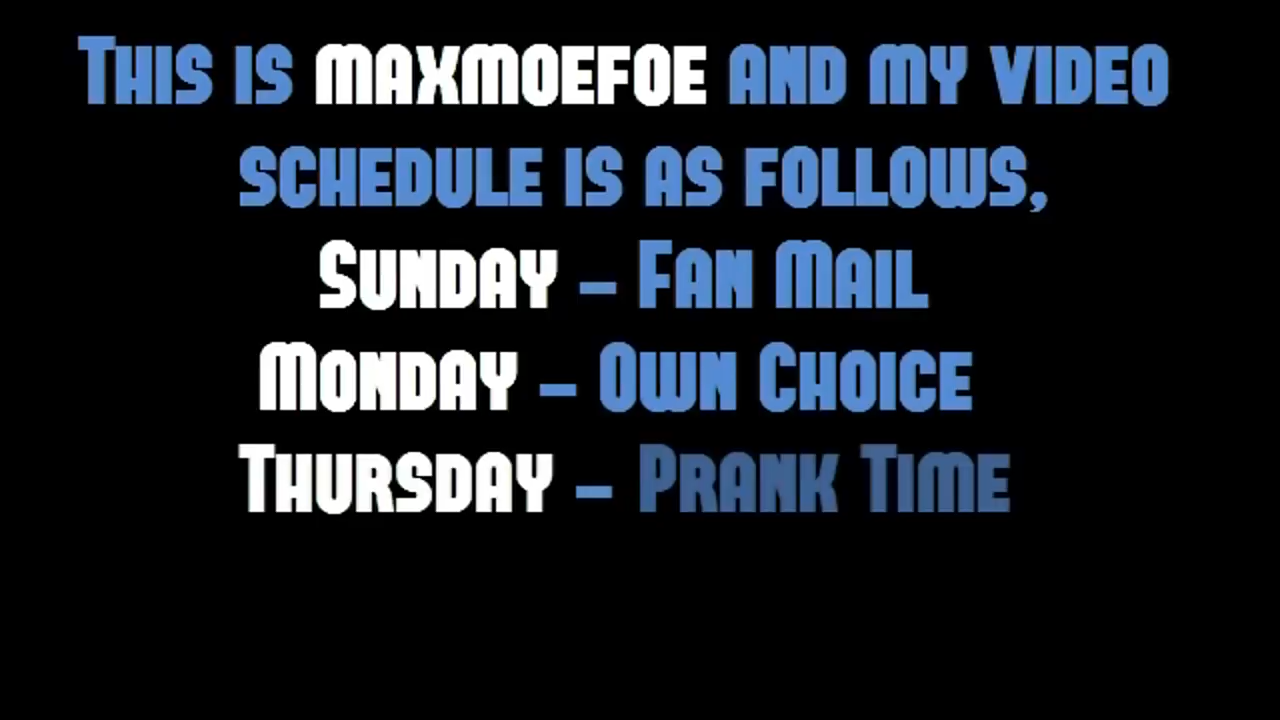 This is maxmoefoe and my video
schedule is as follows,
Sunday - Fan Mail
Monday - Own Choice
Thursday - Prank Time